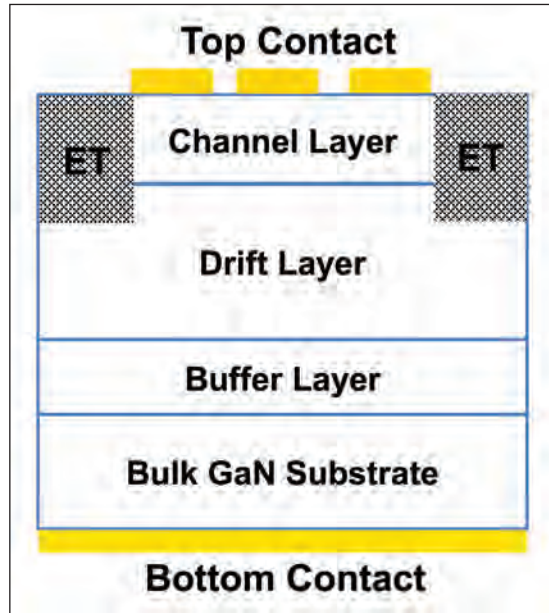 Top Contact
Channel Layer
ET
ET
Drift Layer
Buffer Layer
Bulk GaN Substrate
Bottom Contact